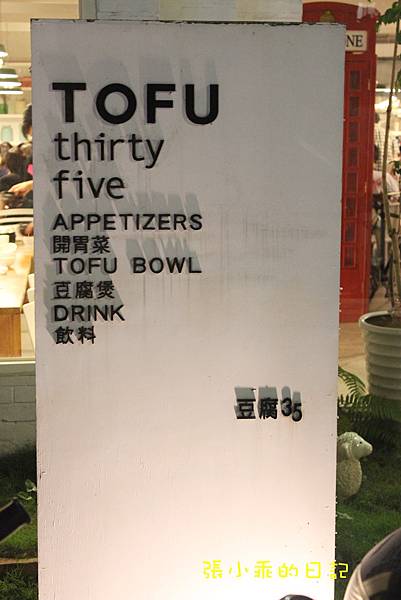 TOFU
thirty
five
APPETIZERS
開胃菜
TOFU BOWL
豆腐煲
DRINK
飲料
豆腐35
張小乖的日記